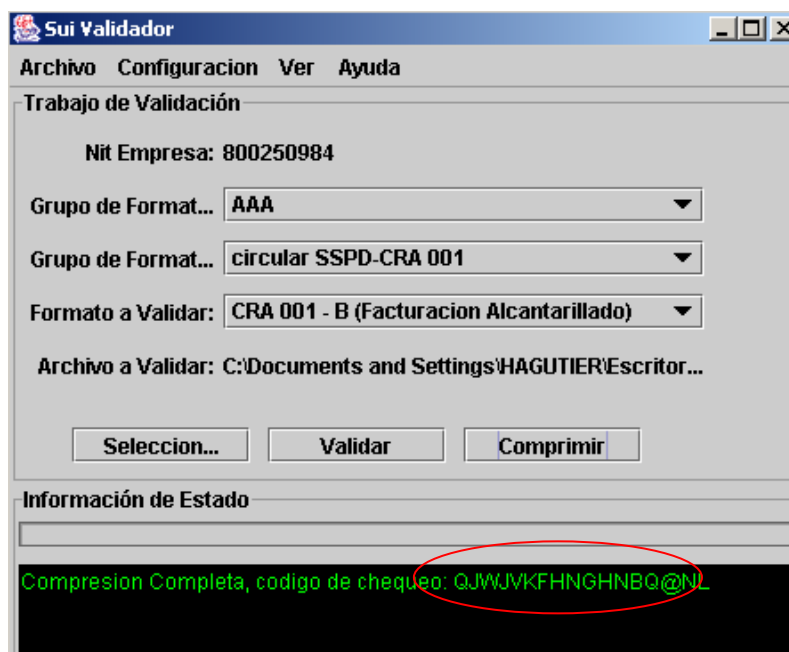 Sui Validador
Archivo Configuracion Ver Ayuda
Trabajo de Validación
Nit Empresa: 800250984
Grupo de Format... AAA
Grupo de Format... circular SSPD-CRA 001
Formato a Validar: CRA 001 - B (Facturacion Alcantarillado)
Archivo a Validar: C:\Documents and Settings\HAGUTIER\Escritor...
Seleccion... Validar Comprimir
Información de Estado
Compresion Completa, codigo de chequeo: QJWJVKFHNGHNBQ@NL